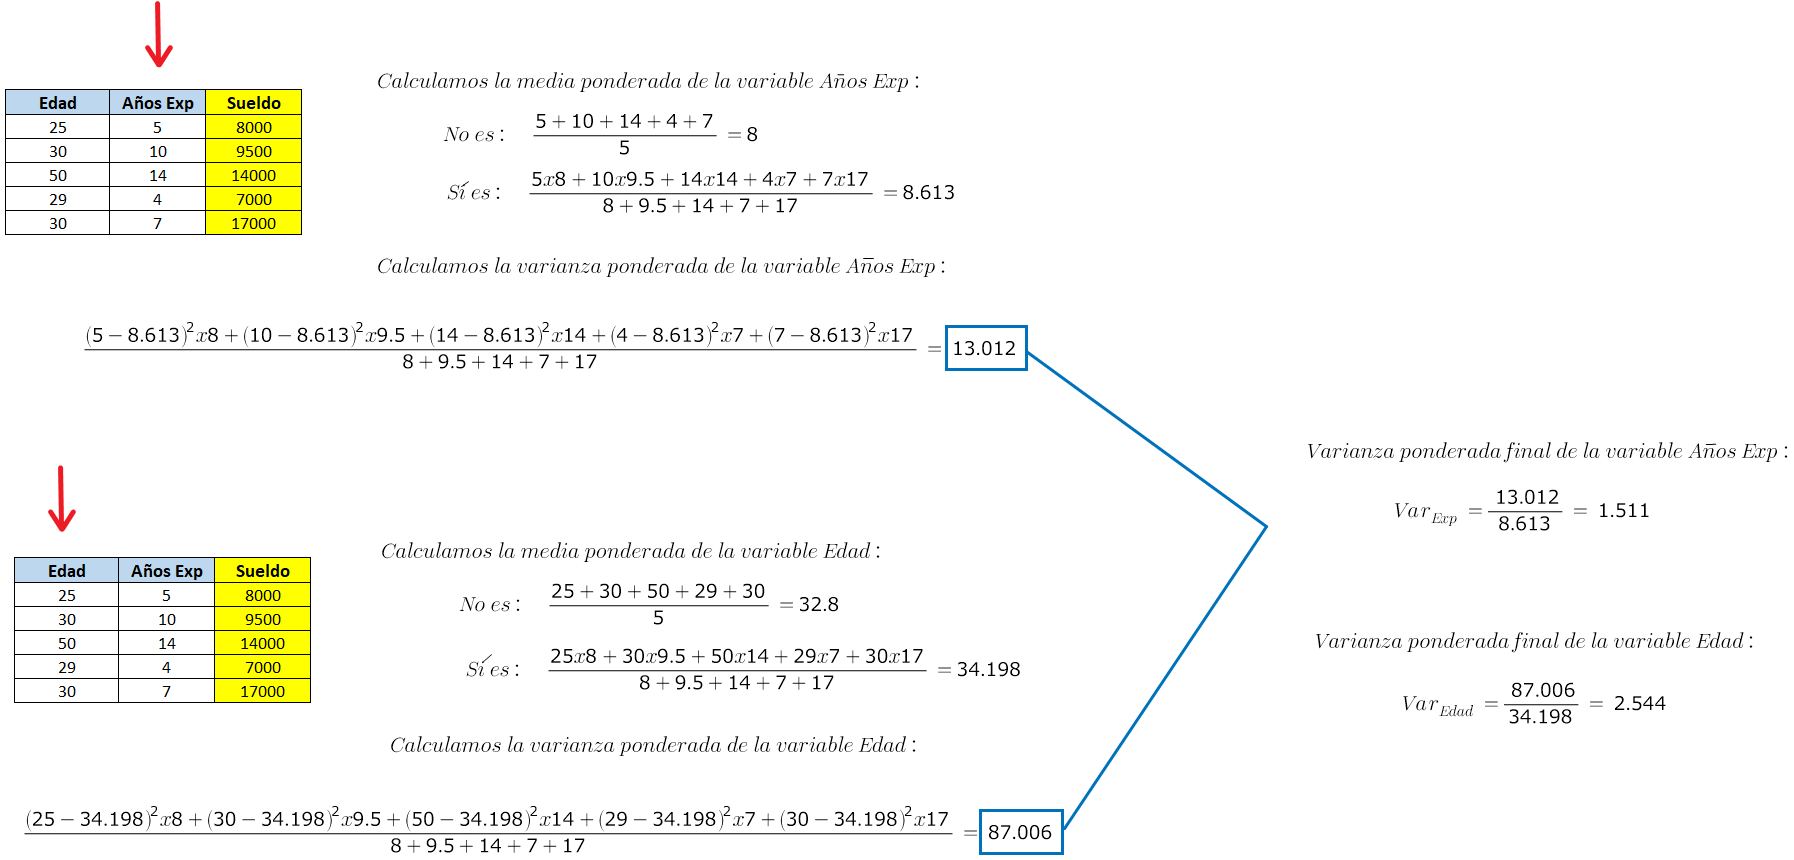 Calculamos la media ponderada de la variable Años Exp :
Edad Años Exp Sueldo
25 5 8000
30 10 9500
50 14 14000
29 4 7000
30 7 17000
No es : (5 + 10 + 14 + 4 + 7) / 5 = 8
Sí es : (5x8 + 10x9.5 + 14x14 + 4x7 + 7x17) / (8 + 9.5 + 14 + 7 + 17) = 8.613
Calculamos la varianza ponderada de la variable Años Exp :
((5 − 8.613)²x8 + (10 − 8.613)²x9.5 + (14 − 8.613)²x14 + (4 − 8.613)²x7 + (7 − 8.613)²x17) / (8 + 9.5 + 14 + 7 + 17) = 13.012
Calculamos la media ponderada de la variable Edad :
Edad Años Exp Sueldo
25 5 8000
30 10 9500
50 14 14000
29 4 7000
30 7 17000
No es : (25 + 30 + 50 + 29 + 30) / 5 = 32.8
Sí es : (25x8 + 30x9.5 + 50x14 + 29x7 + 30x17) / (8 + 9.5 + 14 + 7 + 17) = 34.198
Calculamos la varianza ponderada de la variable Edad :
((25 − 34.198)²x8 + (30 − 34.198)²x9.5 + (50 − 34.198)²x14 + (29 − 34.198)²x7 + (30 − 34.198)²x17) / (8 + 9.5 + 14 + 7 + 17) = 87.006
Varianza ponderada final de la variable Años Exp :
Var Exp = 13.012 / 8.613 = 1.511
Varianza ponderada final de la variable Edad :
Var Edad = 87.006 / 34.198 = 2.544